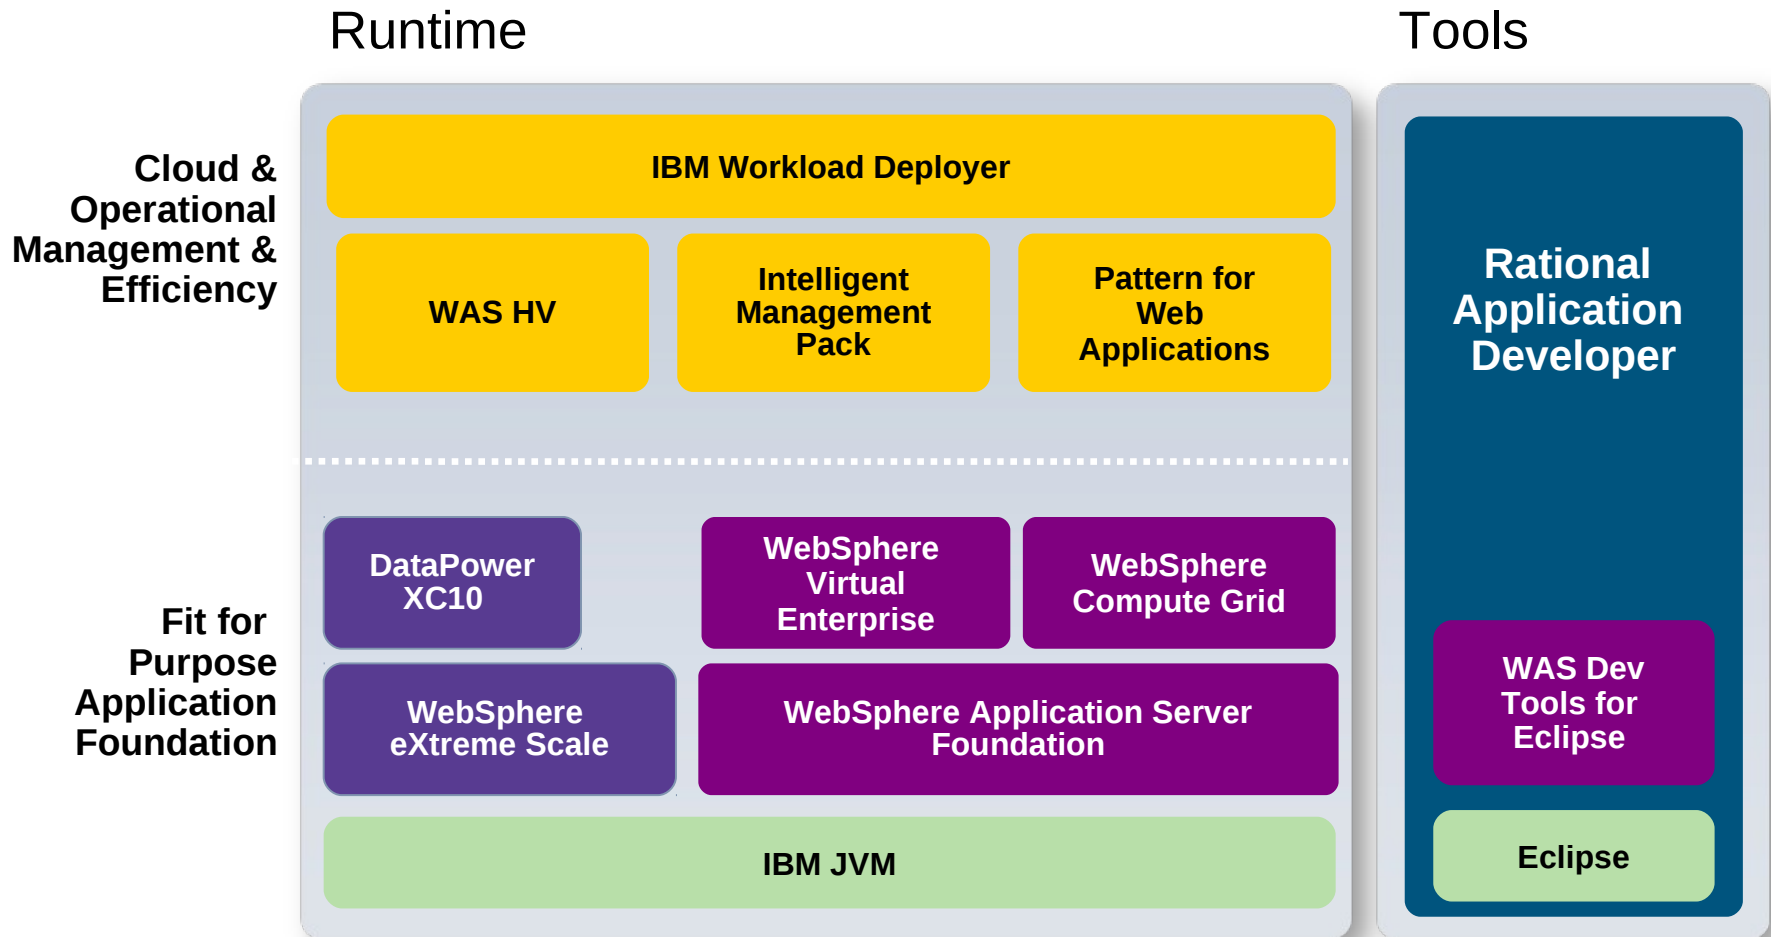 Runtime
Tools
Cloud &
Operational
Management &
Efficiency
IBM Workload Deployer
WAS HV
Intelligent
Management
Pack
Pattern for
Web
Applications
Rational
Application
Developer
Fit for
Purpose
Application
Foundation
DataPower
XC10
WebSphere
Virtual
Enterprise
WebSphere
Compute Grid
WebSphere
eXtreme Scale
WebSphere Application Server
Foundation
IBM JVM
WAS Dev
Tools for
Eclipse
Eclipse